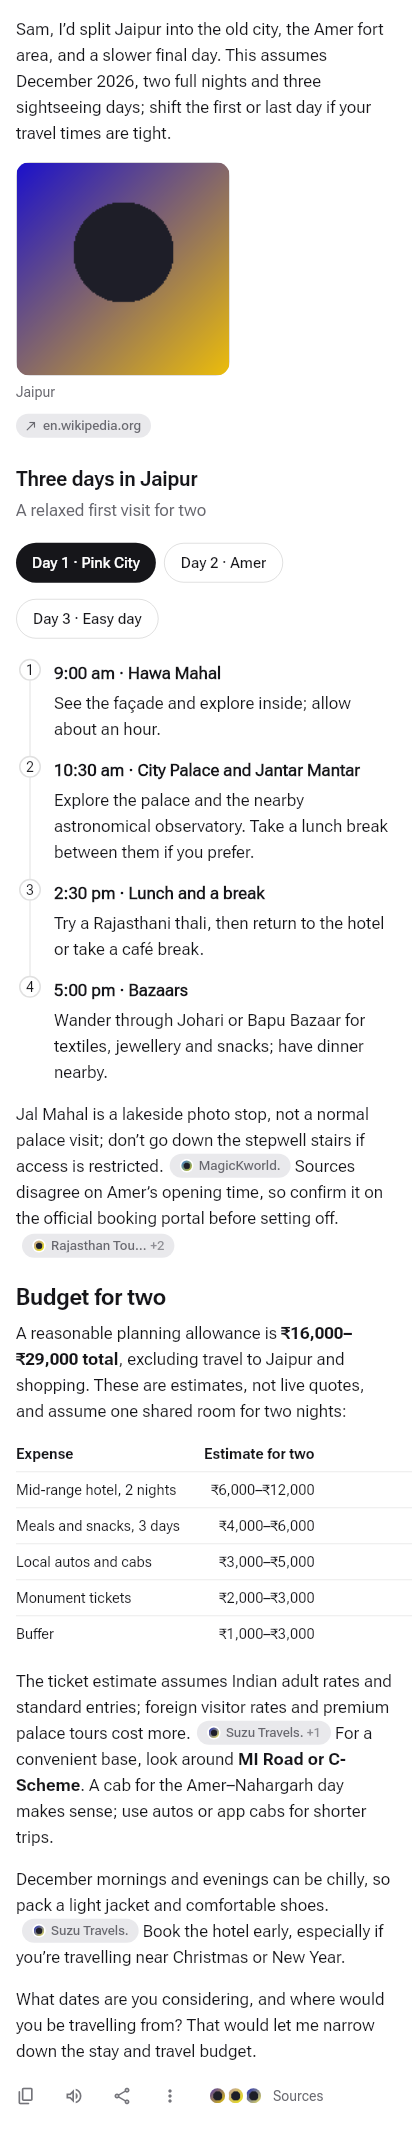 Sam, I’d split Jaipur into the old city, the Amer fort
area, and a slower final day. This assumes
December 2026, two full nights and three
sightseeing days; shift the first or last day if your
travel times are tight.
Jaipur
en.wikipedia.org
Three days in Jaipur
A relaxed first visit for two
Day 1 · Pink City
Day 2 · Amer
Day 3 · Easy day
1
9:00 am · Hawa Mahal
See the façade and explore inside; allow
about an hour.
2
10:30 am · City Palace and Jantar Mantar
Explore the palace and the nearby
astronomical observatory. Take a lunch break
between them if you prefer.
3
2:30 pm · Lunch and a break
Try a Rajasthani thali, then return to the hotel
or take a café break.
4
5:00 pm · Bazaars
Wander through Johari or Bapu Bazaar for
textiles, jewellery and snacks; have dinner
nearby.
Jal Mahal is a lakeside photo stop, not a normal
palace visit; don’t go down the stepwell stairs if
access is restricted. MagicKworld. Sources
disagree on Amer’s opening time, so confirm it on
the official booking portal before setting off.
Rajasthan Tou... +2
Budget for two
A reasonable planning allowance is ₹16,000–
₹29,000 total, excluding travel to Jaipur and
shopping. These are estimates, not live quotes,
and assume one shared room for two nights:
Expense Estimate for two
Mid-range hotel, 2 nights ₹6,000–₹12,000
Meals and snacks, 3 days ₹4,000–₹6,000
Local autos and cabs ₹3,000–₹5,000
Monument tickets ₹2,000–₹3,000
Buffer ₹1,000–₹3,000
The ticket estimate assumes Indian adult rates and
standard entries; foreign visitor rates and premium
palace tours cost more. Suzu Travels. +1 For a
convenient base, look around MI Road or C-
Scheme. A cab for the Amer–Nahargarh day
makes sense; use autos or app cabs for shorter
trips.
December mornings and evenings can be chilly, so
pack a light jacket and comfortable shoes.
Suzu Travels. Book the hotel early, especially if
you’re travelling near Christmas or New Year.
What dates are you considering, and where would
you be travelling from? That would let me narrow
down the stay and travel budget.
Sources